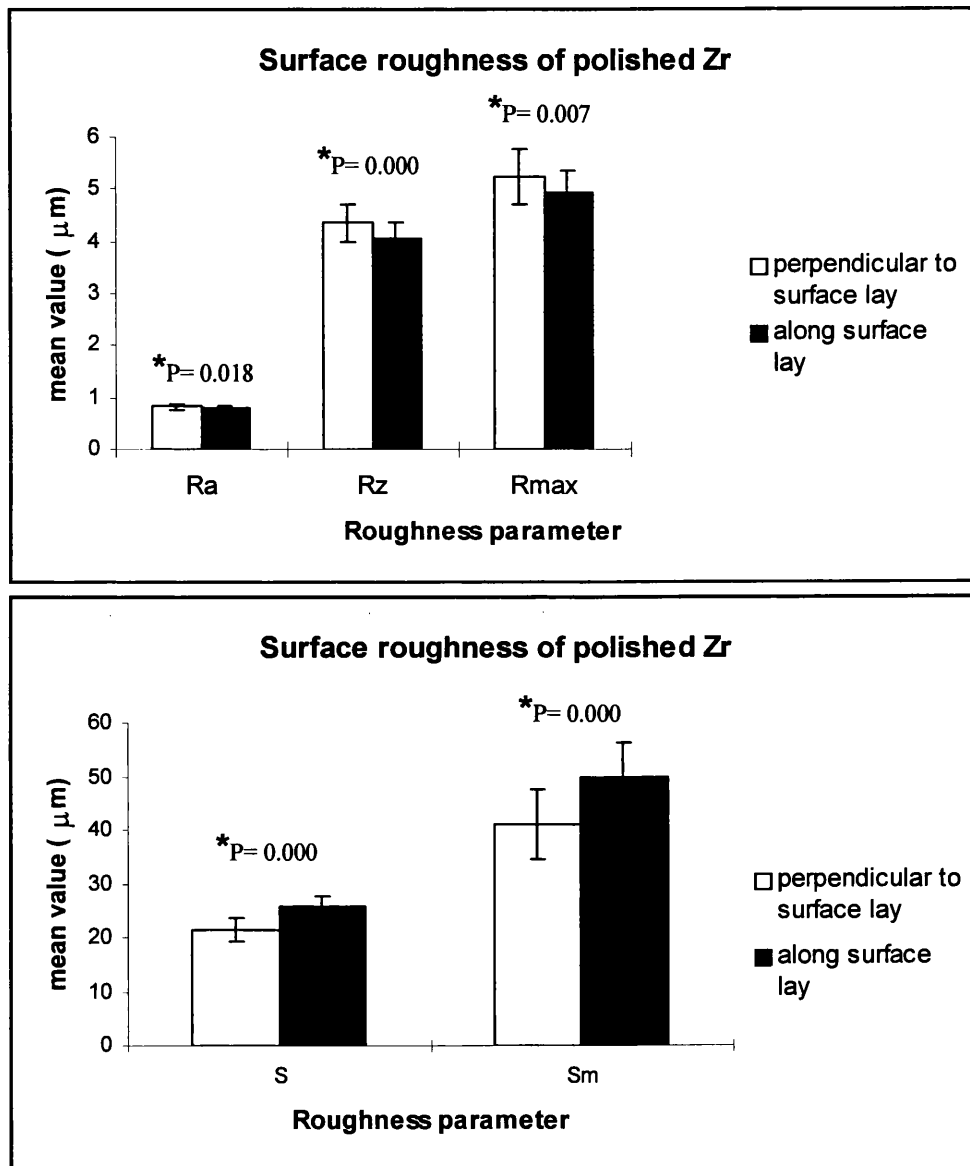 Surface roughness of polished Zr
*P= 0.007
*P= 0.000
*P= 0.018
6
5
4
3
2
1
0
mean value ( μm)
Ra
Rz
Rmax
Roughness parameter
perpendicular to
surface lay
along surface
lay
Surface roughness of polished Zr
*P= 0.000
*P= 0.000
60
50
40
30
20
10
0
mean value ( μm)
S
Sm
Roughness parameter
perpendicular to
surface lay
along surface
lay